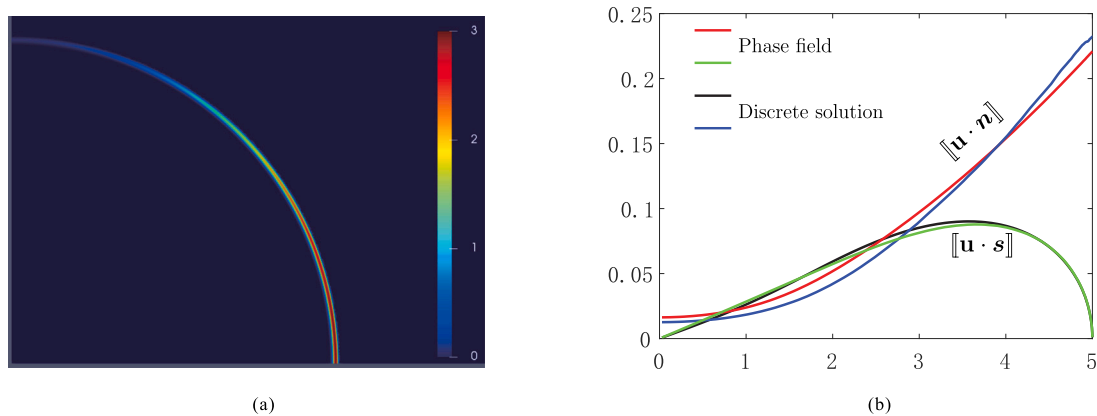 3
2
1
0
(a)
0.25
0.2
0.15
0.1
0.05
0
0 1 2 3 4 5
Phase field
Discrete solution
⟦u · n⟧
⟦u · s⟧
(b)